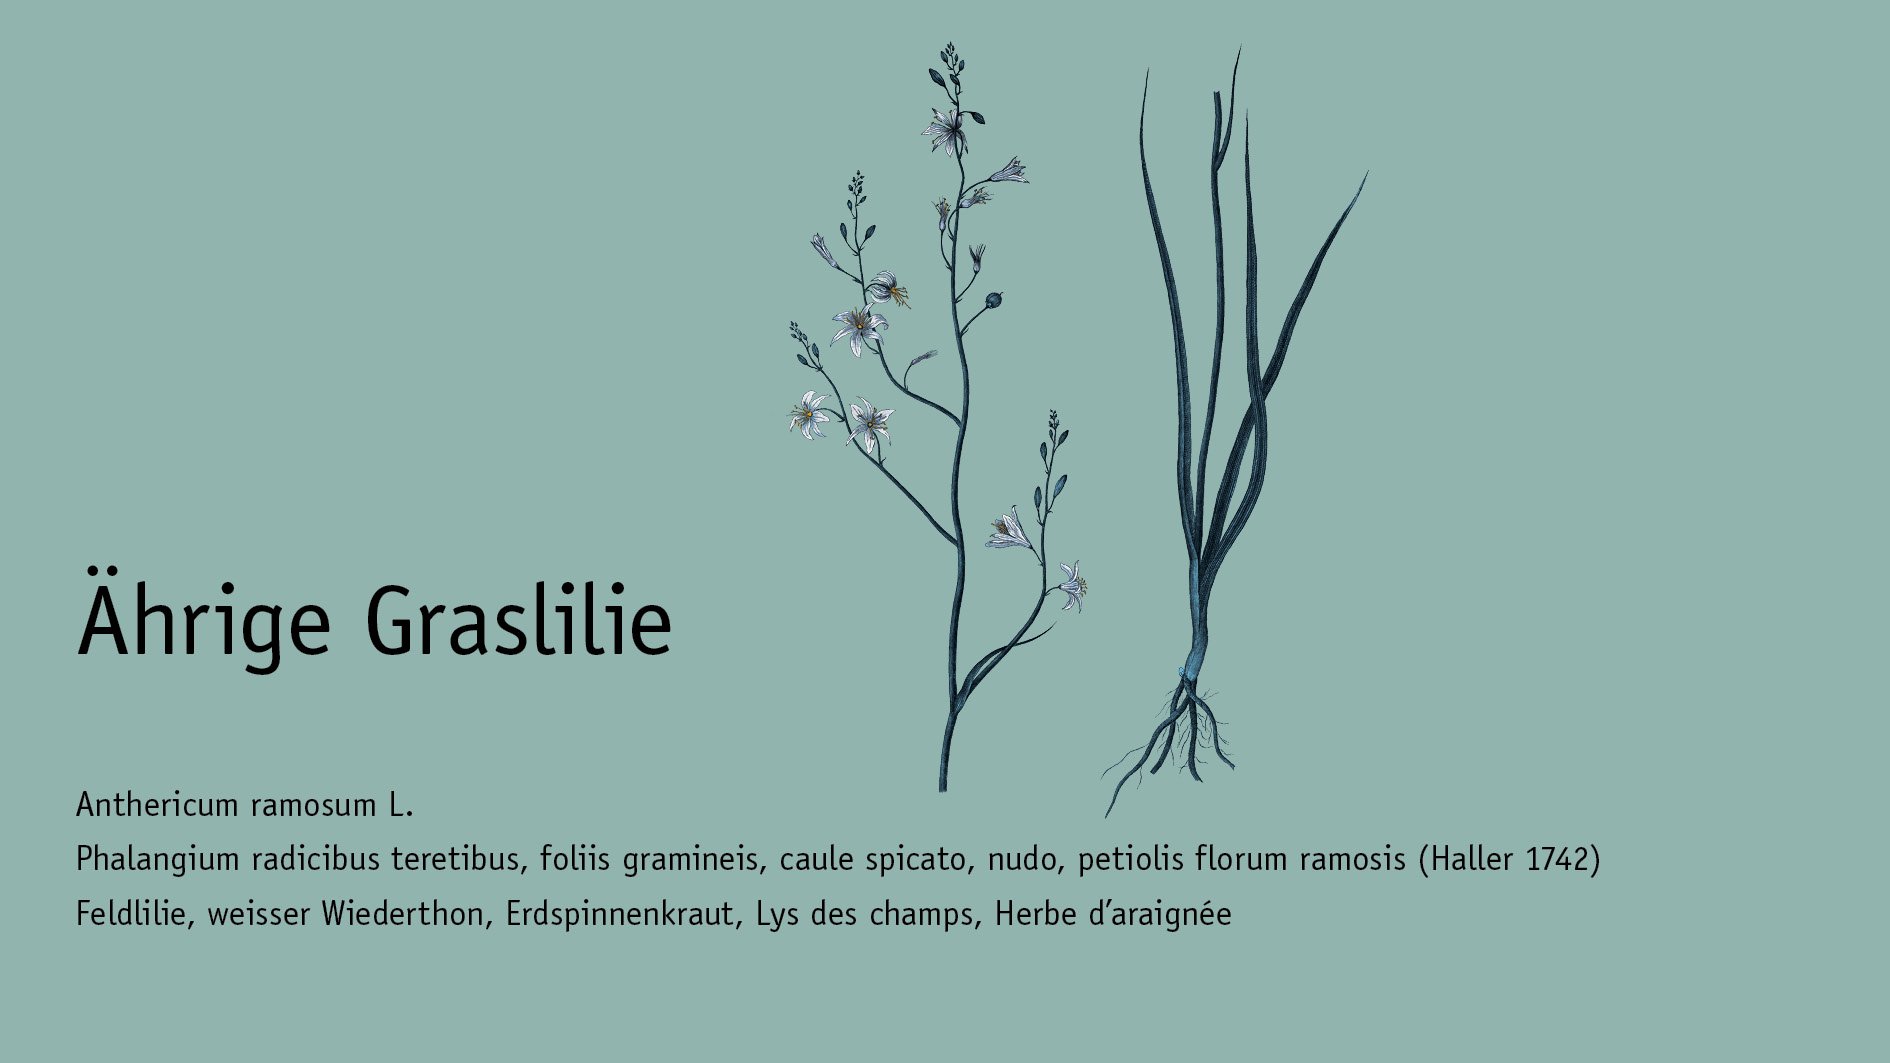 Ährige Graslilie
Anthericum ramosum L.
Phalangium radicibus teretibus, foliis gramineis, caule spicato, nudo, petiolis florum ramosis (Haller 1742)
Feldlilie, weisser Wiederthon, Erdspinnenkraut, Lys des champs, Herbe d’araignée